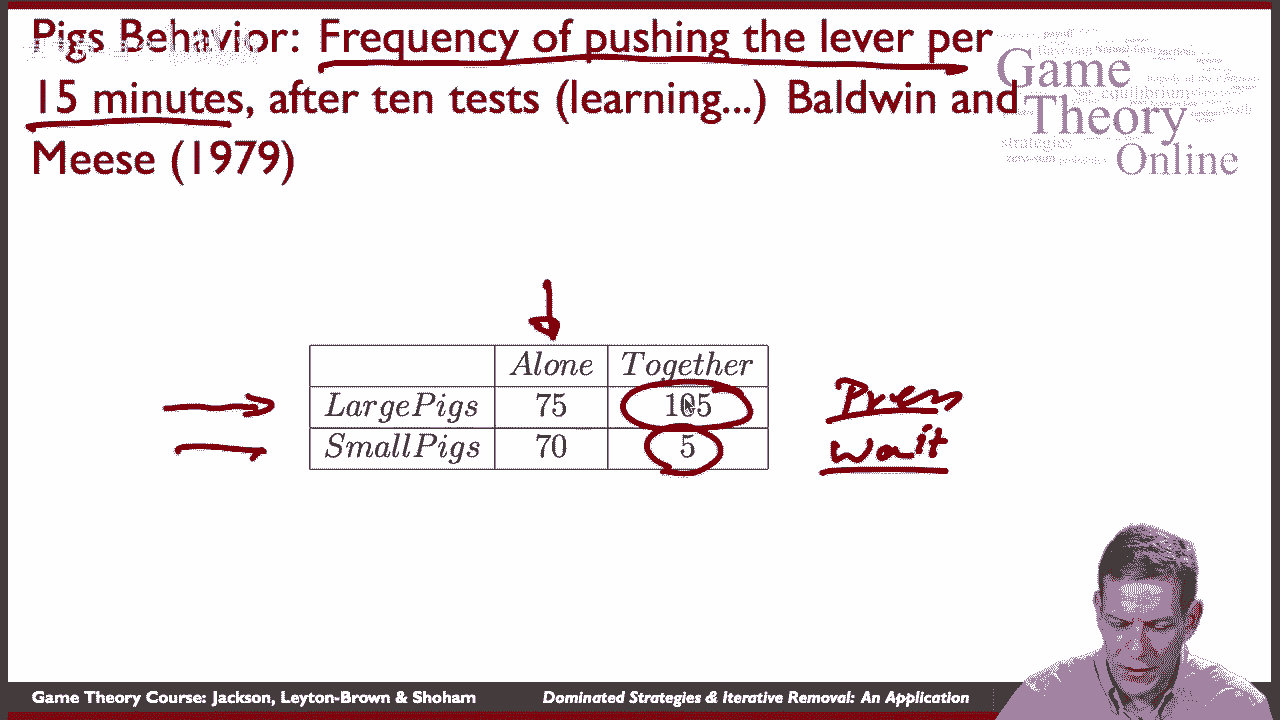 Pigs Behavior: Frequency of pushing the lever per
15 minutes, after ten tests (learning...) Baldwin and
Meese (1979)
Game
Theory
strategies
Online
Alone Together
LargePigs 75 105 Press
SmallPigs 70 5 Wait
Game Theory Course: Jackson, Leyton-Brown & Shoham Dominated Strategies & Iterative Removal: An Application